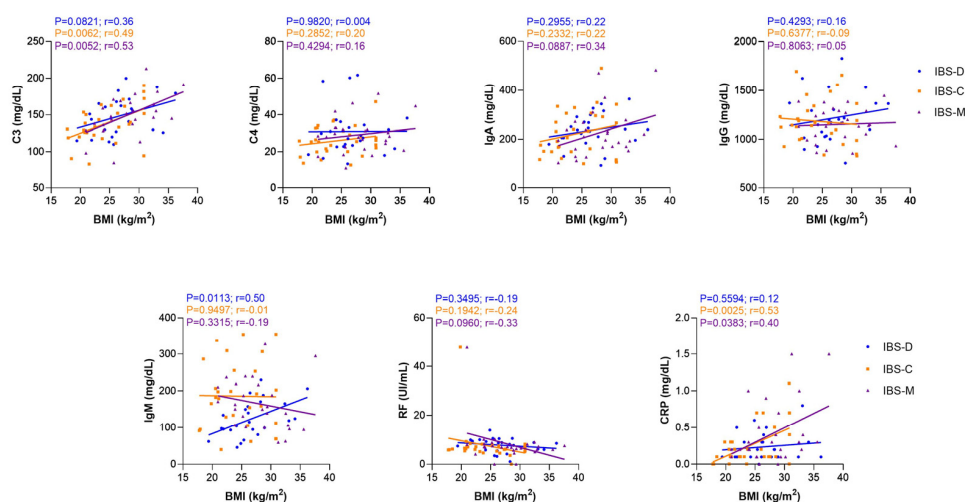 P=0.0821; r=0.36
P=0.0062; r=0.49
P=0.0052; r=0.53
250
200
150
100
50
C3 (mg/dL)
15 20 25 30 35 40
BMI (kg/m²)
P=0.9820; r=0.004
P=0.2852; r=0.20
P=0.4294; r=0.16
80
60
40
20
0
C4 (mg/dL)
15 20 25 30 35 40
BMI (kg/m²)
P=0.2955; r=0.22
P=0.2332; r=0.22
P=0.0887; r=0.34
600
400
200
0
IgA (mg/dL)
15 20 25 30 35 40
BMI (kg/m²)
P=0.4293; r=0.16
P=0.6377; r=-0.09
P=0.8063; r=0.05
2000
1500
1000
500
IgG (mg/dL)
15 20 25 30 35 40
BMI (kg/m²)
IBS-D
IBS-C
IBS-M
P=0.0113; r=0.50
P=0.9497; r=-0.01
P=0.3315; r=-0.19
400
300
200
100
0
IgM (mg/dL)
15 20 25 30 35 40
BMI (kg/m²)
P=0.3495; r=-0.19
P=0.1942; r=-0.24
P=0.0960; r=-0.33
60
40
20
0
RF (UI/mL)
15 20 25 30 35 40
BMI (kg/m²)
P=0.5594; r=0.12
P=0.0025; r=0.53
P=0.0383; r=0.40
2.0
1.5
1.0
0.5
0.0
CRP (mg/dL)
15 20 25 30 35 40
BMI (kg/m²)
IBS-D
IBS-C
IBS-M